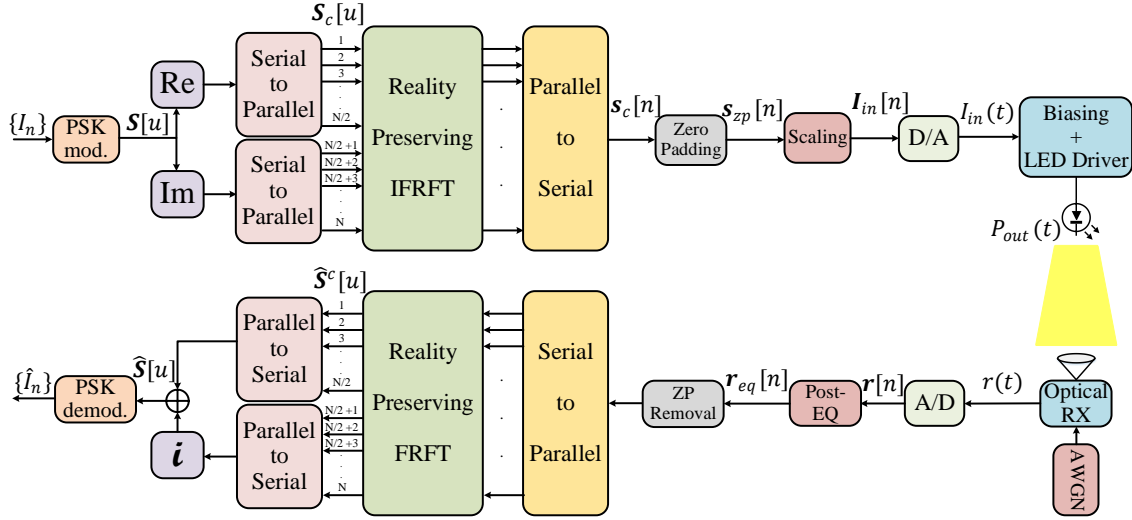 S_c[u]
{I_n}
PSK
mod.
S[u]
Re
Im
Serial
to
Parallel
1
2
3
N/2
Serial
to
Parallel
N/2 +1
N/2 +2
N/2 +3
N
Reality
Preserving
IFRFT
Parallel
to
Serial
s_c[n]
Zero
Padding
s_zp[n]
Scaling
I_in[n]
D/A
I_in(t)
Biasing
+
LED Driver
P_out(t)
Ŝ^c[u]
{Î_n}
PSK
demod.
Ŝ[u]
i
Parallel
to
Serial
1
2
3
N/2
Parallel
to
Serial
N/2 +1
N/2 +2
N/2 +3
N
Reality
Preserving
FRFT
Serial
to
Parallel
ZP
Removal
r_eq[n]
Post-
EQ
r[n]
A/D
r(t)
Optical
RX
AWGN